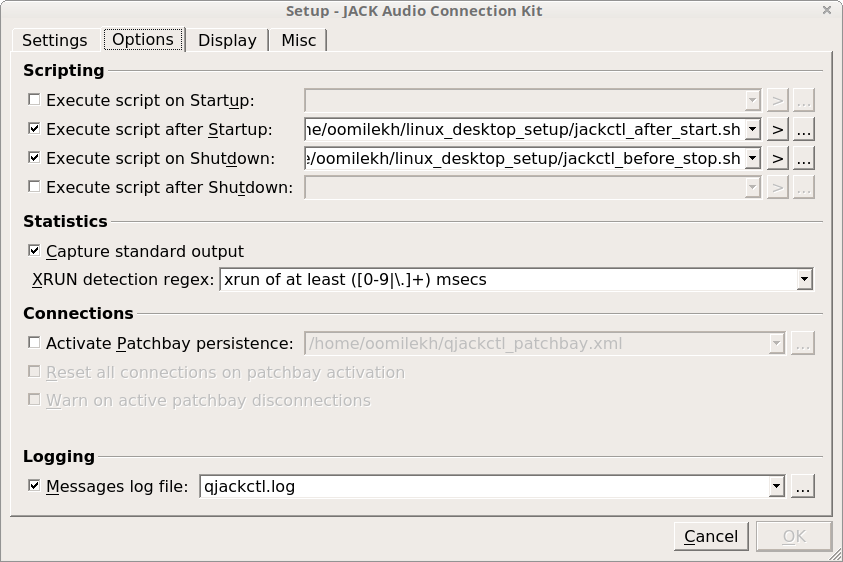 Setup - JACK Audio Connection Kit
Settings Options Display Misc
Scripting
Execute script on Startup: > ...
Execute script after Startup: ne/oomilekh/linux_desktop_setup/jackctl_after_start.sh > ...
Execute script on Shutdown: e/oomilekh/linux_desktop_setup/jackctl_before_stop.sh > ...
Execute script after Shutdown: > ...
Statistics
Capture standard output
XRUN detection regex: xrun of at least ([0-9|\.]+) msecs
Connections
Activate Patchbay persistence: /home/oomilekh/qjackctl_patchbay.xml ...
Reset all connections on patchbay activation
Warn on active patchbay disconnections
Logging
Messages log file: qjackctl.log ...
Cancel OK